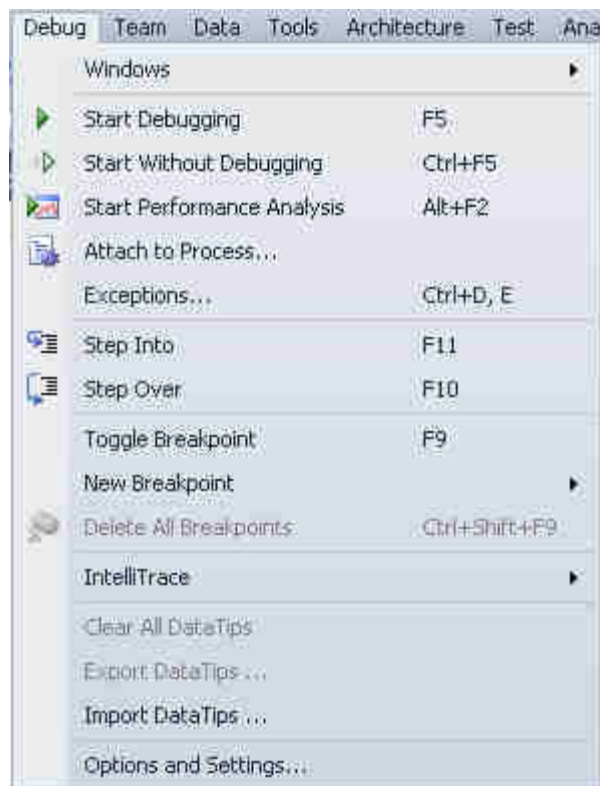 Debug Team Data Tools Architecture Test Ana
Windows
Start Debugging F5
Start Without Debugging Ctrl+F5
Start Performance Analysis Alt+F2
Attach to Process...
Exceptions... Ctrl+D, E
Step Into F11
Step Over F10
Toggle Breakpoint F9
New Breakpoint
Delete All Breakpoints Ctrl+Shift+F9
IntelliTrace
Clear All DataTips
Export DataTips ...
Import DataTips ...
Options and Settings...